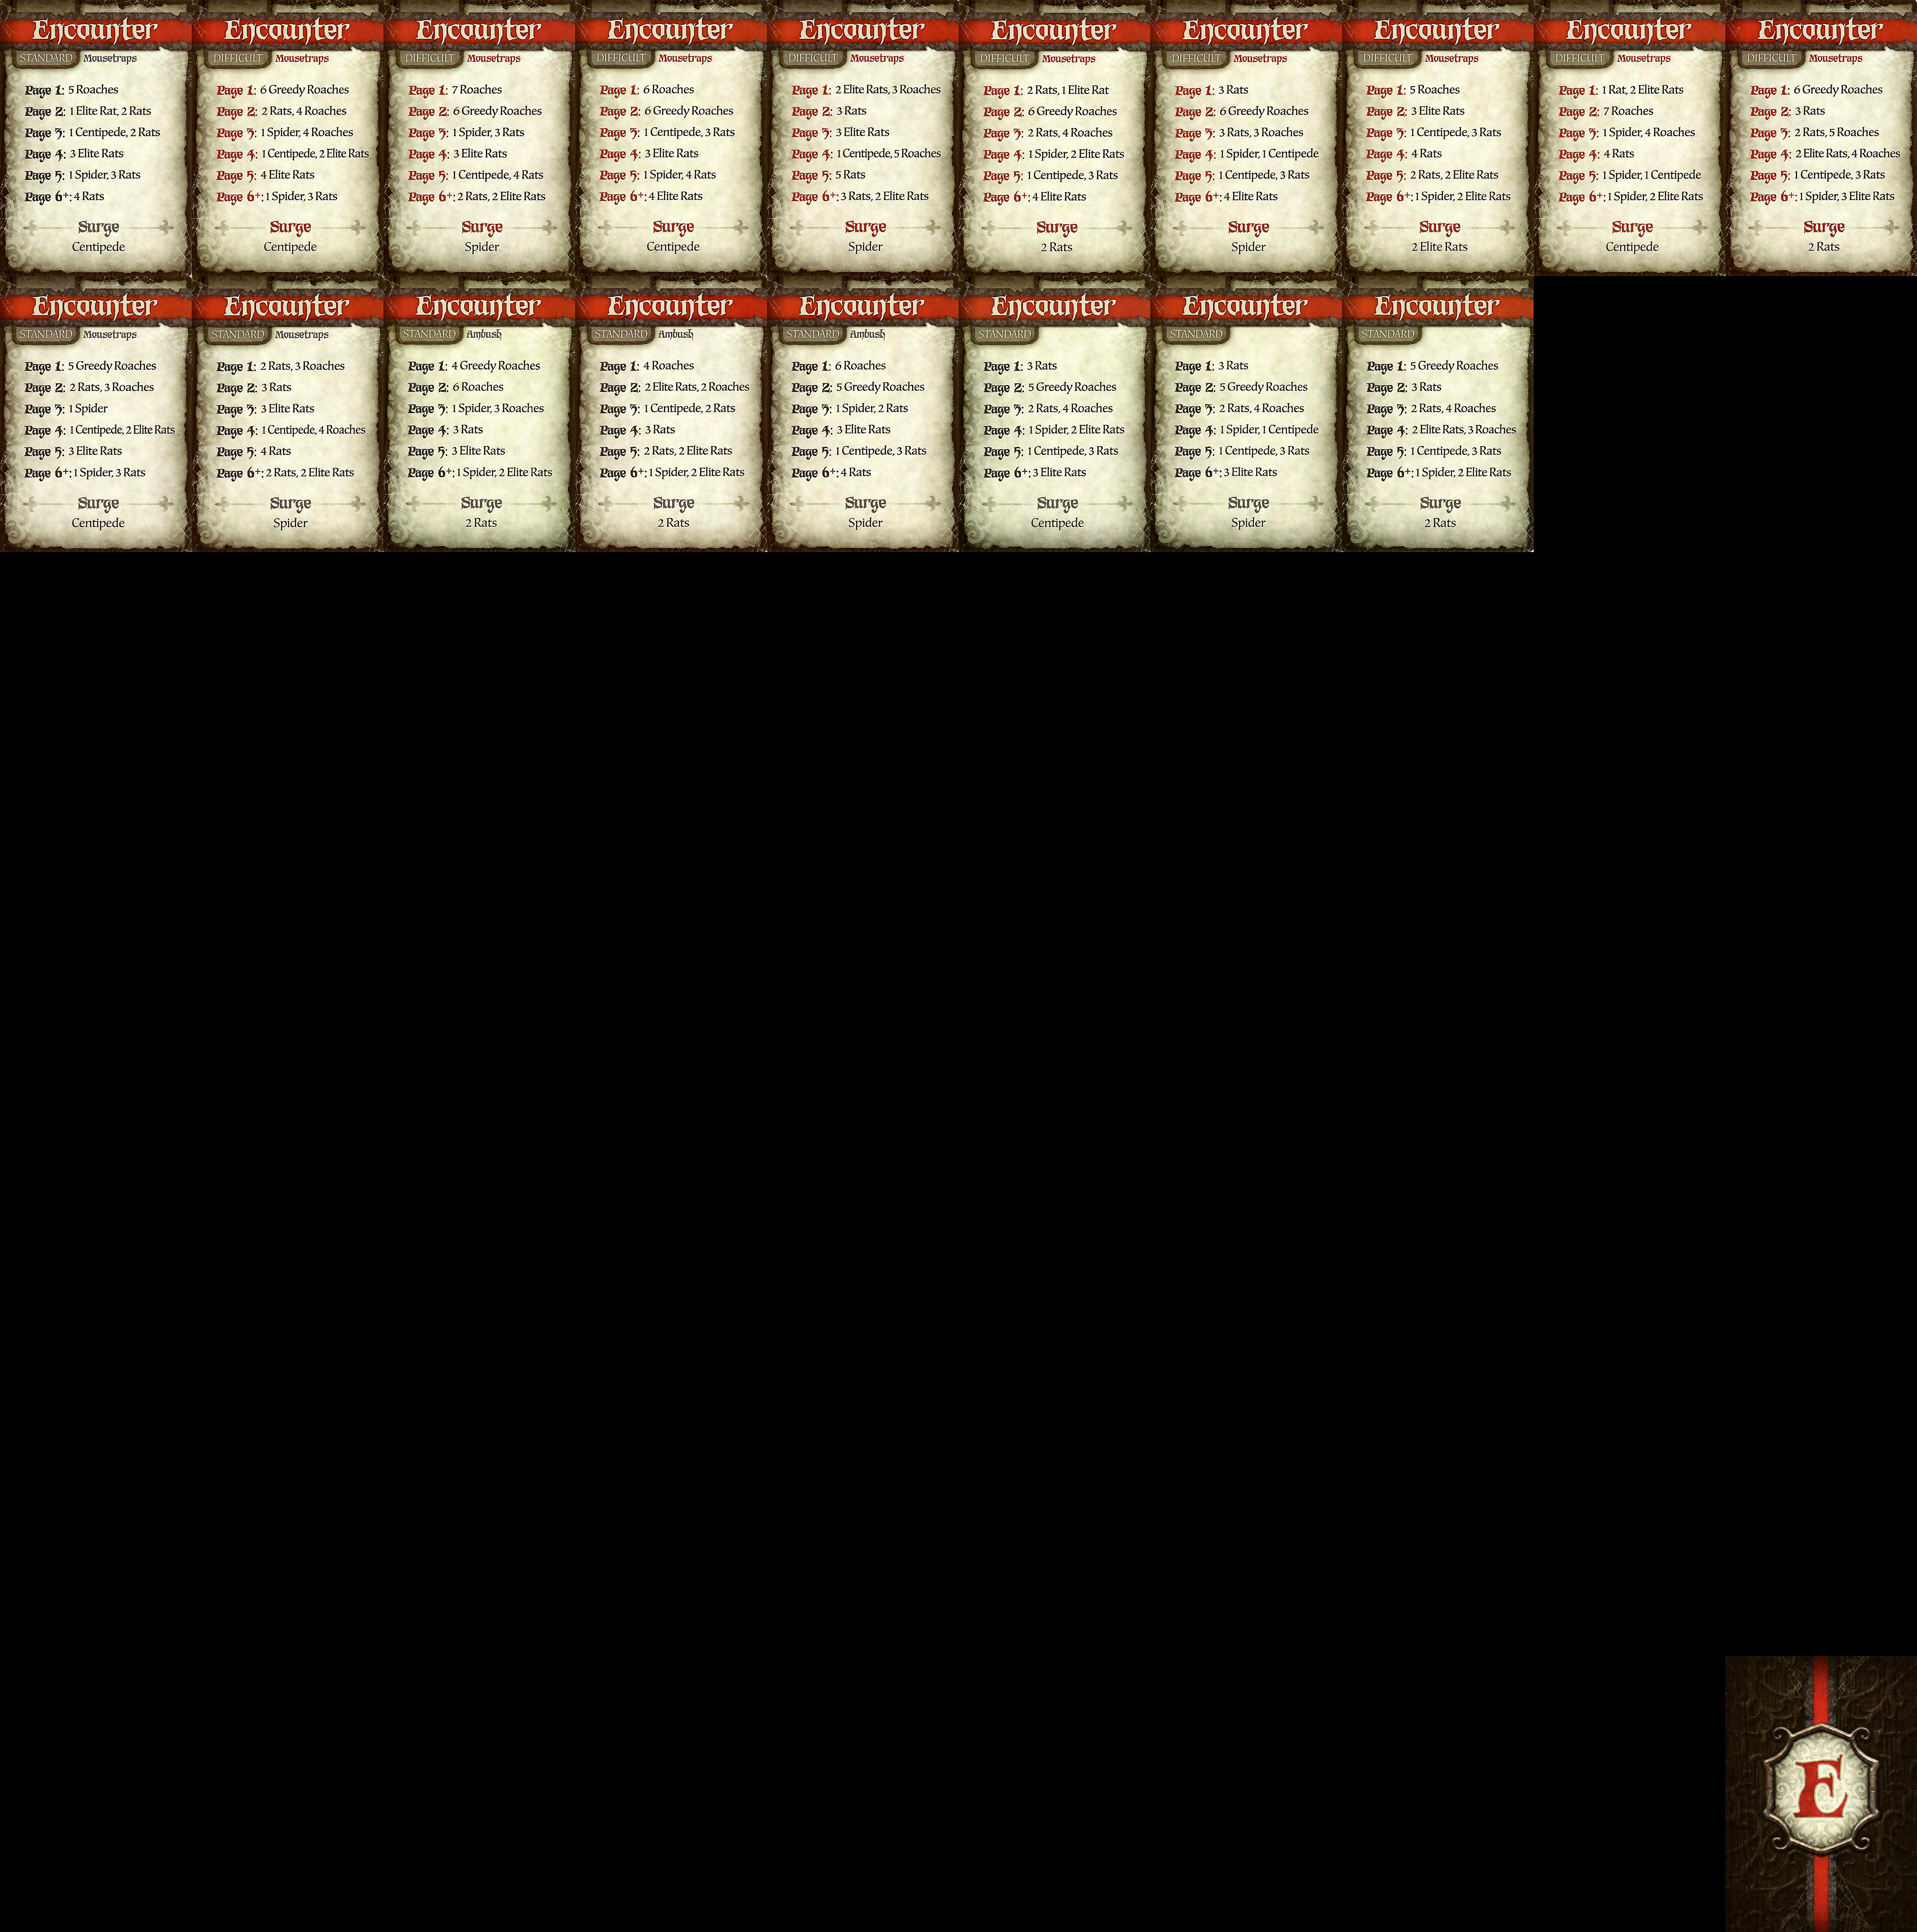 Encounter
STANDARD Mousetraps
Page 1: 5 Roaches
Page 2: 1 Elite Rat, 2 Rats
Page 3: 1 Centipede, 2 Rats
Page 4: 3 Elite Rats
Page 5: 1 Spider, 3 Rats
Page 6+: 4 Rats
Surge
Centipede
Encounter
DIFFICULT Mousetraps
Page 1: 6 Greedy Roaches
Page 2: 2 Rats, 4 Roaches
Page 3: 1 Spider, 4 Roaches
Page 4: 1 Centipede, 2 Elite Rats
Page 5: 4 Elite Rats
Page 6+: 1 Spider, 3 Rats
Surge
Centipede
Encounter
DIFFICULT Mousetraps
Page 1: 7 Roaches
Page 2: 6 Greedy Roaches
Page 3: 1 Spider, 3 Rats
Page 4: 3 Elite Rats
Page 5: 1 Centipede, 4 Rats
Page 6+: 2 Rats, 2 Elite Rats
Surge
Spider
Encounter
DIFFICULT Mousetraps
Page 1: 6 Roaches
Page 2: 6 Greedy Roaches
Page 3: 1 Centipede, 3 Rats
Page 4: 3 Elite Rats
Page 5: 1 Spider, 4 Rats
Page 6+: 4 Elite Rats
Surge
Centipede
Encounter
DIFFICULT Mousetraps
Page 1: 2 Elite Rats, 3 Roaches
Page 2: 3 Rats
Page 3: 3 Elite Rats
Page 4: 1 Centipede, 5 Roaches
Page 5: 5 Rats
Page 6+: 3 Rats, 2 Elite Rats
Surge
Spider
Encounter
DIFFICULT Mousetraps
Page 1: 2 Rats, 1 Elite Rat
Page 2: 6 Greedy Roaches
Page 3: 2 Rats, 4 Roaches
Page 4: 1 Spider, 2 Elite Rats
Page 5: 1 Centipede, 3 Rats
Page 6+: 4 Elite Rats
Surge
2 Rats
Encounter
DIFFICULT Mousetraps
Page 1: 3 Rats
Page 2: 6 Greedy Roaches
Page 3: 3 Rats, 3 Roaches
Page 4: 1 Spider, 1 Centipede
Page 5: 1 Centipede, 3 Rats
Page 6+: 4 Elite Rats
Surge
Spider
Encounter
DIFFICULT Mousetraps
Page 1: 5 Roaches
Page 2: 3 Elite Rats
Page 3: 1 Centipede, 3 Rats
Page 4: 4 Rats
Page 5: 2 Rats, 2 Elite Rats
Page 6+: 1 Spider, 2 Elite Rats
Surge
2 Elite Rats
Encounter
DIFFICULT Mousetraps
Page 1: 1 Rat, 2 Elite Rats
Page 2: 7 Roaches
Page 3: 1 Spider, 4 Roaches
Page 4: 4 Rats
Page 5: 1 Spider, 1 Centipede
Page 6+: 1 Spider, 2 Elite Rats
Surge
Centipede
Encounter
DIFFICULT Mousetraps
Page 1: 6 Greedy Roaches
Page 2: 3 Rats
Page 3: 2 Rats, 5 Roaches
Page 4: 2 Elite Rats, 4 Roaches
Page 5: 1 Centipede, 3 Rats
Page 6+: 1 Spider, 3 Elite Rats
Surge
2 Rats
Encounter
STANDARD Mousetraps
Page 1: 5 Greedy Roaches
Page 2: 2 Rats, 3 Roaches
Page 3: 1 Spider
Page 4: 1 Centipede, 2 Elite Rats
Page 5: 3 Elite Rats
Page 6+: 1 Spider, 3 Rats
Surge
Centipede
Encounter
STANDARD Mousetraps
Page 1: 2 Rats, 3 Roaches
Page 2: 3 Rats
Page 3: 3 Elite Rats
Page 4: 1 Centipede, 4 Roaches
Page 5: 4 Rats
Page 6+: 2 Rats, 2 Elite Rats
Surge
Spider
Encounter
STANDARD Ambush
Page 1: 4 Greedy Roaches
Page 2: 6 Roaches
Page 3: 1 Spider, 3 Roaches
Page 4: 3 Rats
Page 5: 3 Elite Rats
Page 6+: 1 Spider, 2 Elite Rats
Surge
2 Rats
Encounter
STANDARD Ambush
Page 1: 4 Roaches
Page 2: 2 Elite Rats, 2 Roaches
Page 3: 1 Centipede, 2 Rats
Page 4: 3 Rats
Page 5: 2 Rats, 2 Elite Rats
Page 6+: 1 Spider, 2 Elite Rats
Surge
2 Rats
Encounter
STANDARD Ambush
Page 1: 6 Roaches
Page 2: 5 Greedy Roaches
Page 3: 1 Spider, 2 Rats
Page 4: 3 Elite Rats
Page 5: 1 Centipede, 3 Rats
Page 6+: 4 Rats
Surge
Spider
Encounter
STANDARD
Page 1: 3 Rats
Page 2: 5 Greedy Roaches
Page 3: 2 Rats, 4 Roaches
Page 4: 1 Spider, 2 Elite Rats
Page 5: 1 Centipede, 3 Rats
Page 6+: 3 Elite Rats
Surge
Centipede
Encounter
STANDARD
Page 1: 3 Rats
Page 2: 5 Greedy Roaches
Page 3: 2 Rats, 4 Roaches
Page 4: 1 Spider, 1 Centipede
Page 5: 1 Centipede, 3 Rats
Page 6+: 3 Elite Rats
Surge
Spider
Encounter
STANDARD
Page 1: 5 Greedy Roaches
Page 2: 3 Rats
Page 3: 2 Rats, 4 Roaches
Page 4: 2 Elite Rats, 3 Roaches
Page 5: 1 Centipede, 3 Rats
Page 6+: 1 Spider, 2 Elite Rats
Surge
2 Rats
E